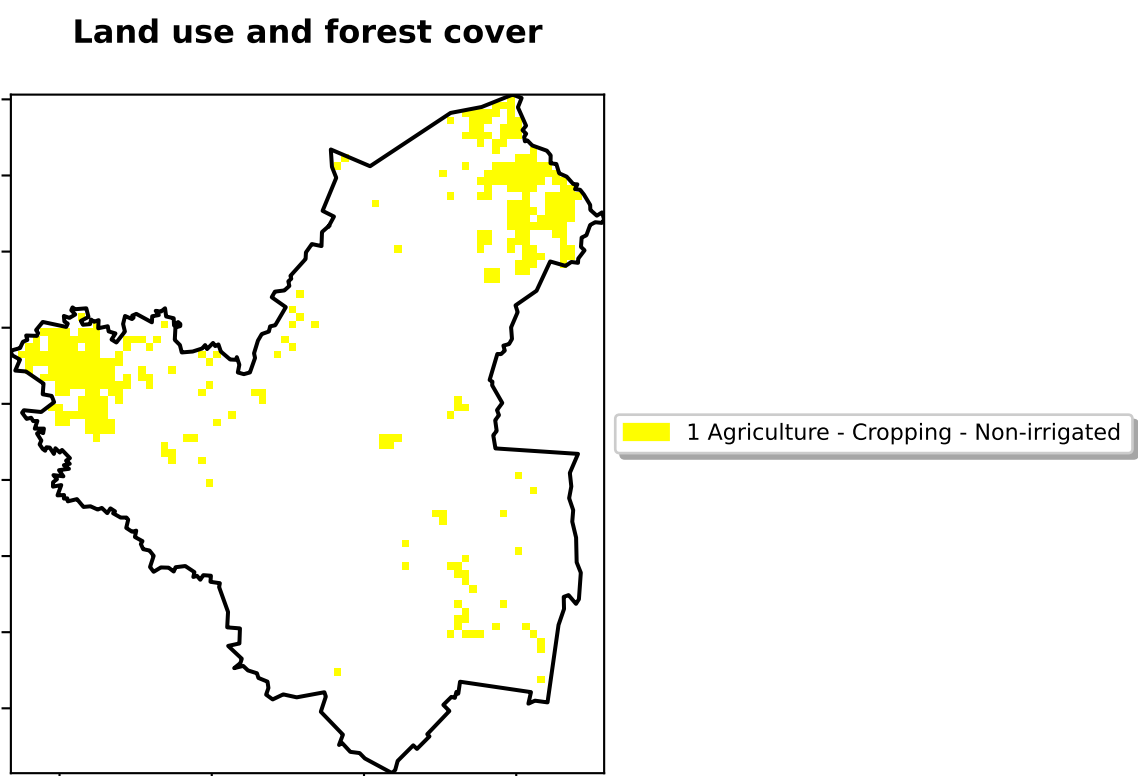 Land use and forest cover
1 Agriculture - Cropping - Non-irrigated